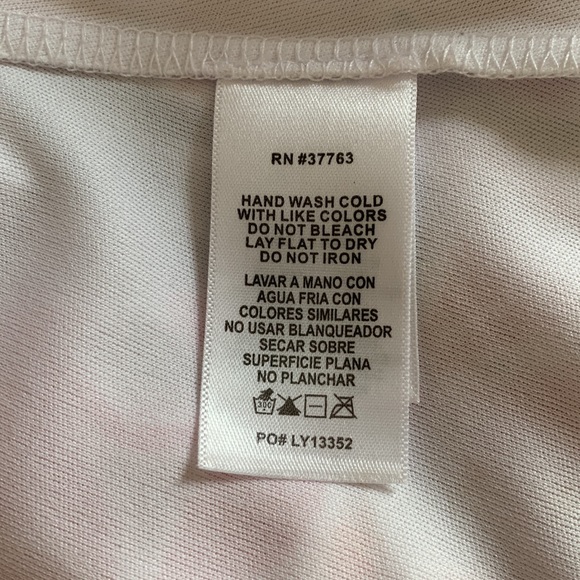 RN #37763
HAND WASH COLD
WITH LIKE COLORS
DO NOT BLEACH
LAY FLAT TO DRY
DO NOT IRON
LAVAR A MANO CON
AGUA FRIA CON
COLORES SIMILARES
NO USAR BLANQUEADOR
SECAR SOBRE
SUPERFICIE PLANA
NO PLANCHAR
30C
PO# LY13352